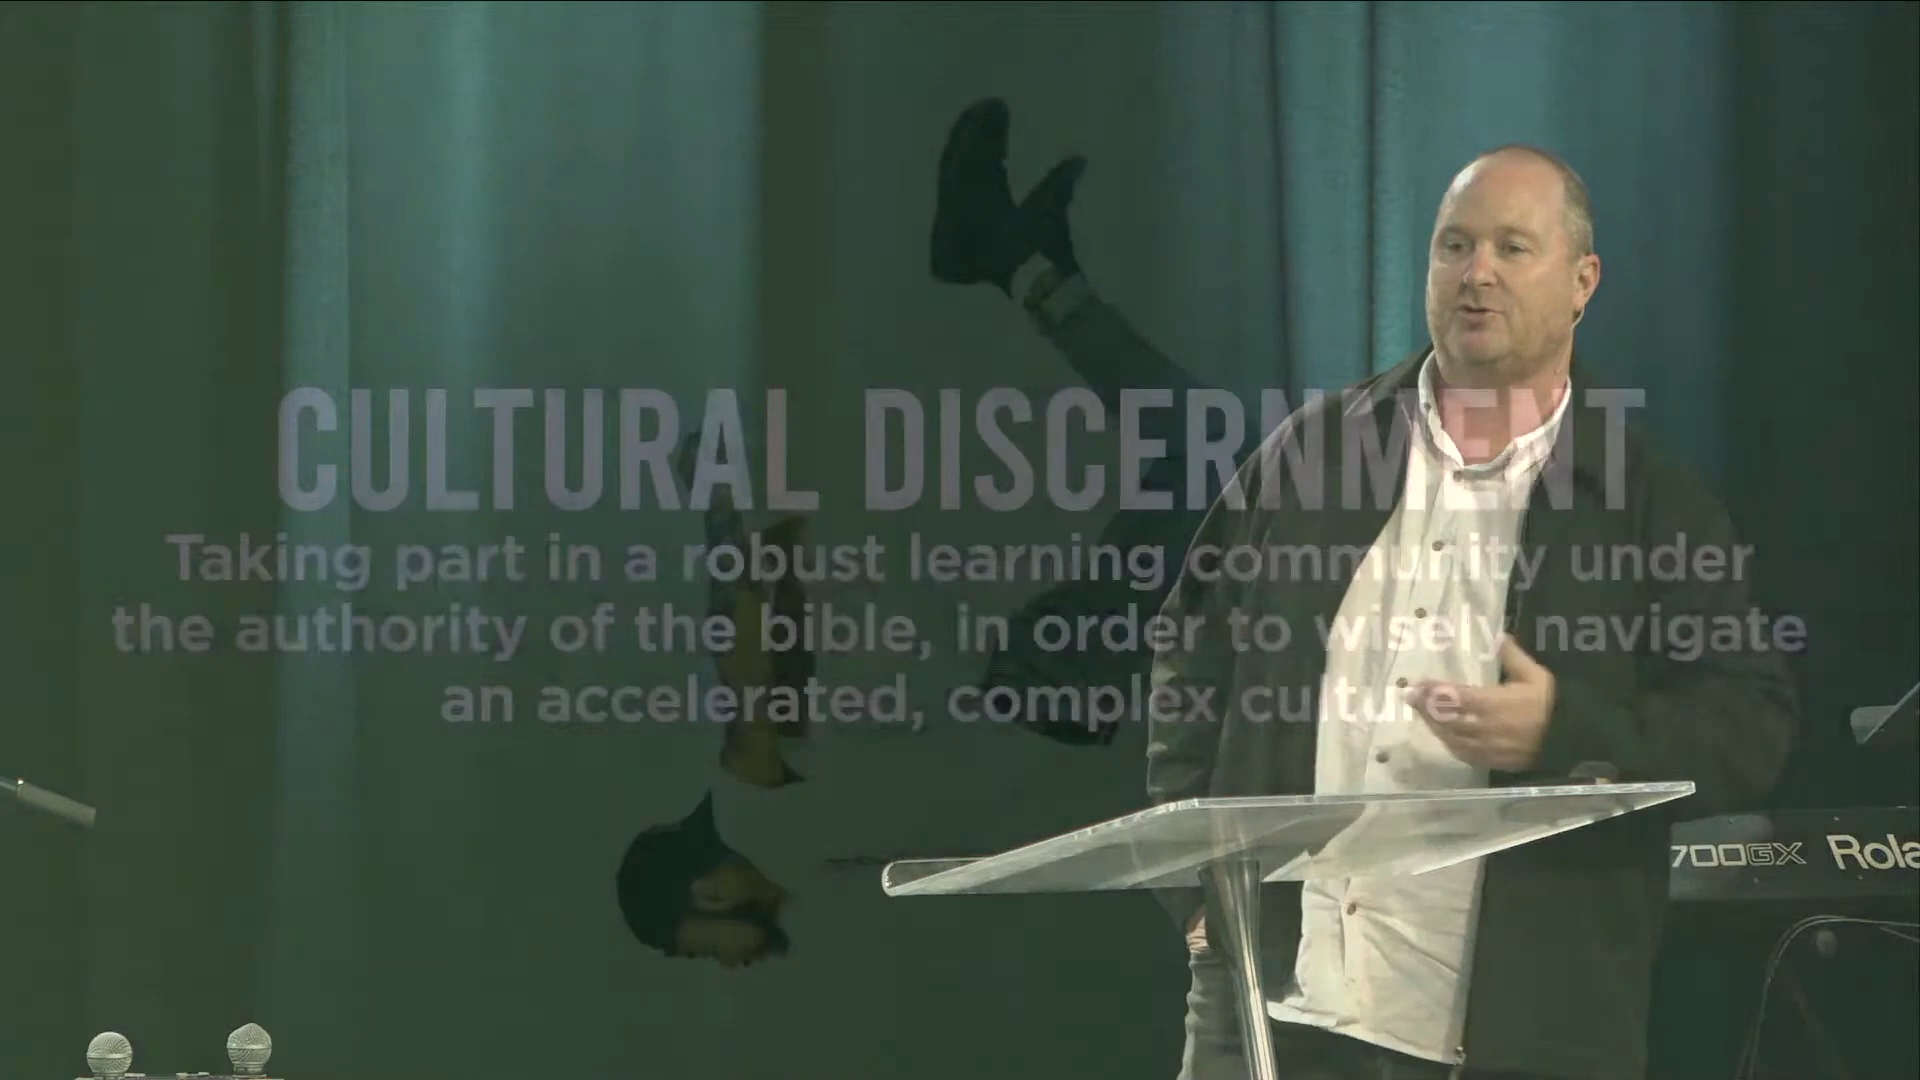 CULTURAL DISCERNMENT
Taking part in a robust learning community under
the authority of the bible, in order to wisely navigate
an accelerated, complex culture
700GX Rola